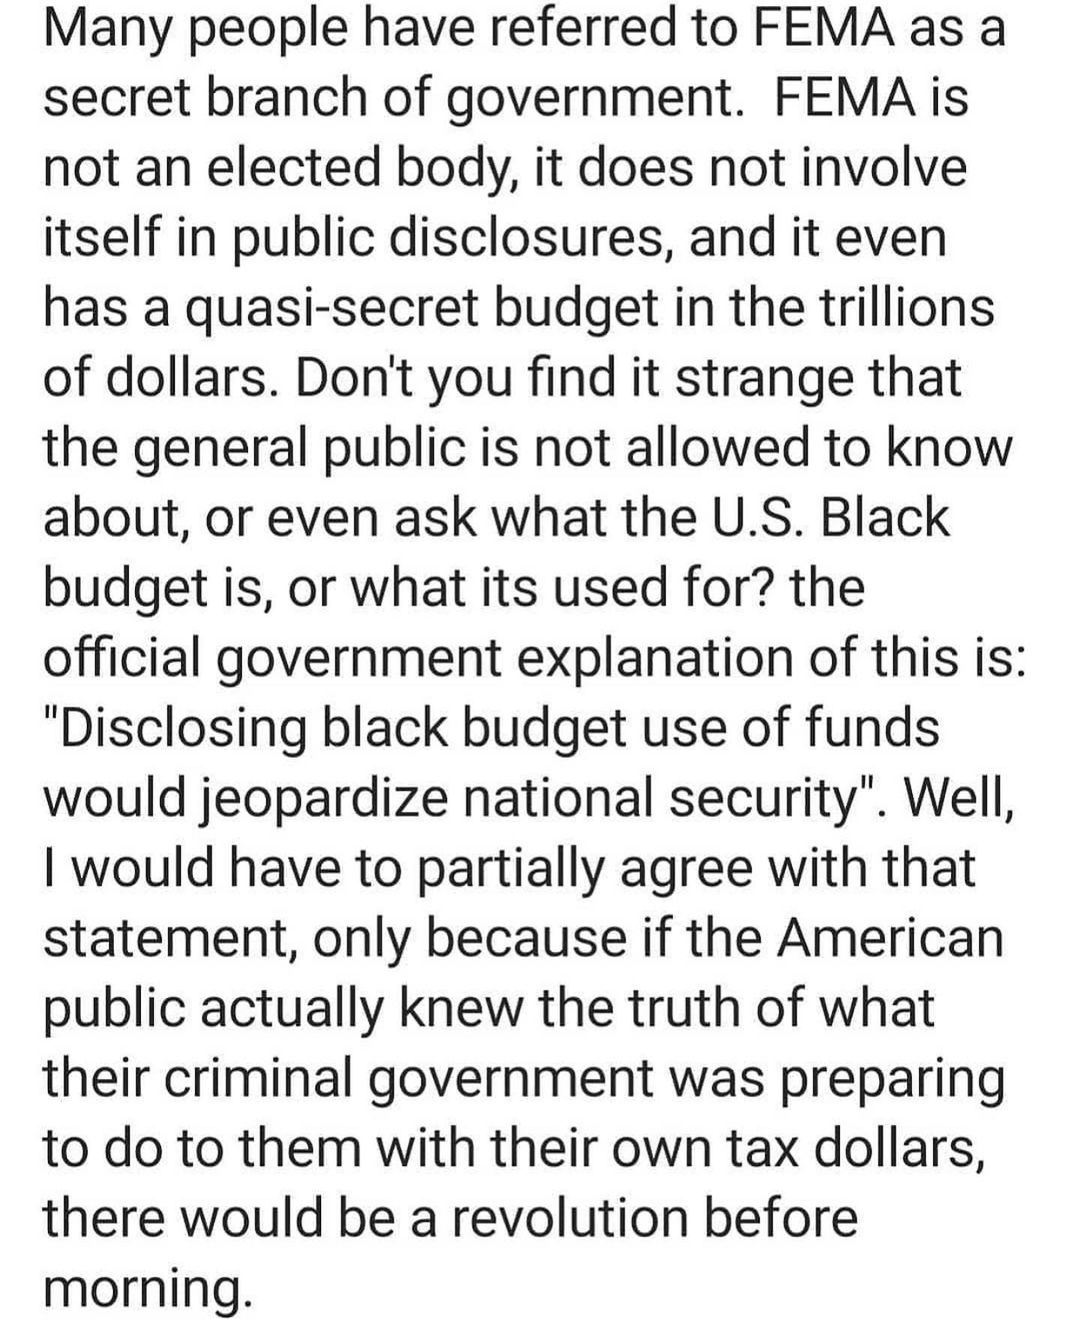 Many people have referred to FEMA as a
secret branch of government.  FEMA is
not an elected body, it does not involve
itself in public disclosures, and it even
has a quasi-secret budget in the trillions
of dollars. Don't you find it strange that
the general public is not allowed to know
about, or even ask what the U.S. Black
budget is, or what its used for? the
official government explanation of this is:
"Disclosing black budget use of funds
would jeopardize national security". Well,
I would have to partially agree with that
statement, only because if the American
public actually knew the truth of what
their criminal government was preparing
to do to them with their own tax dollars,
there would be a revolution before
morning.